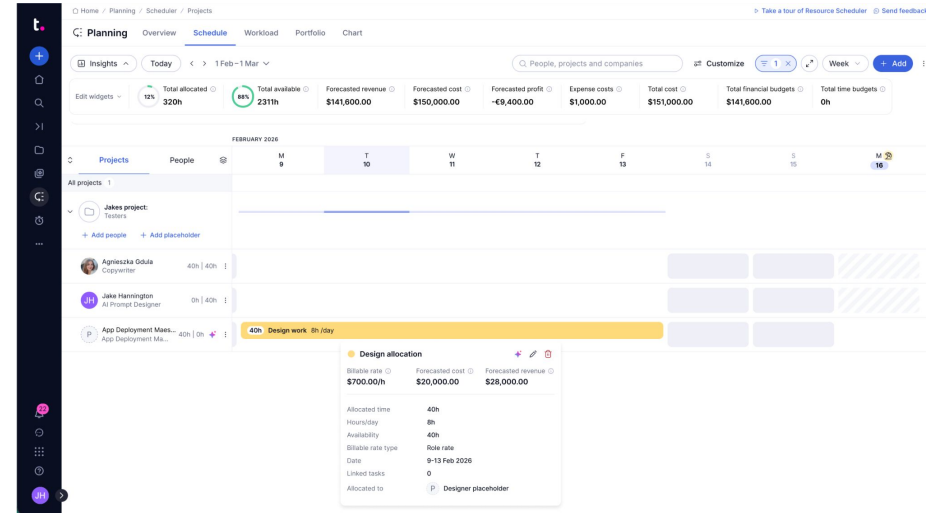 Home / Planning / Scheduler / Projects
Take a tour of Resource Scheduler
Send feedback
t.
Planning
Overview
Schedule
Workload
Portfolio
Chart
Insights
Today
1 Feb – 1 Mar
People, projects and companies
Customize
1
Week
+ Add
Edit widgets
12%
Total allocated
320h
86%
Total available
2311h
Forecasted revenue
$141,600.00
Forecasted cost
$150,000.00
Forecasted profit
-€9,400.00
Expense costs
$1,000.00
Total cost
$151,000.00
Total financial budgets
$141,600.00
Total time budgets
0h
FEBRUARY 2026
Projects
People
M 9
T 10
W 11
T 12
F 13
S 14
S 15
M 16
All projects 1
Jakes project:
Testers
+ Add people
+ Add placeholder
Agnieszka Gdula
Copywriter
40h | 40h
JH
Jake Hannington
AI Prompt Designer
0h | 40h
P
App Deployment Maes...
App Deployment Ma...
40h | 0h
40h Design work 8h /day
Design allocation
Billable rate
$700.00/h
Forecasted cost
$20,000.00
Forecasted revenue
$28,000.00
Allocated time 40h
Hours/day 8h
Availability 40h
Billable rate type Role rate
Date 9-13 Feb 2026
Linked tasks 0
Allocated to P Designer placeholder
22
JH